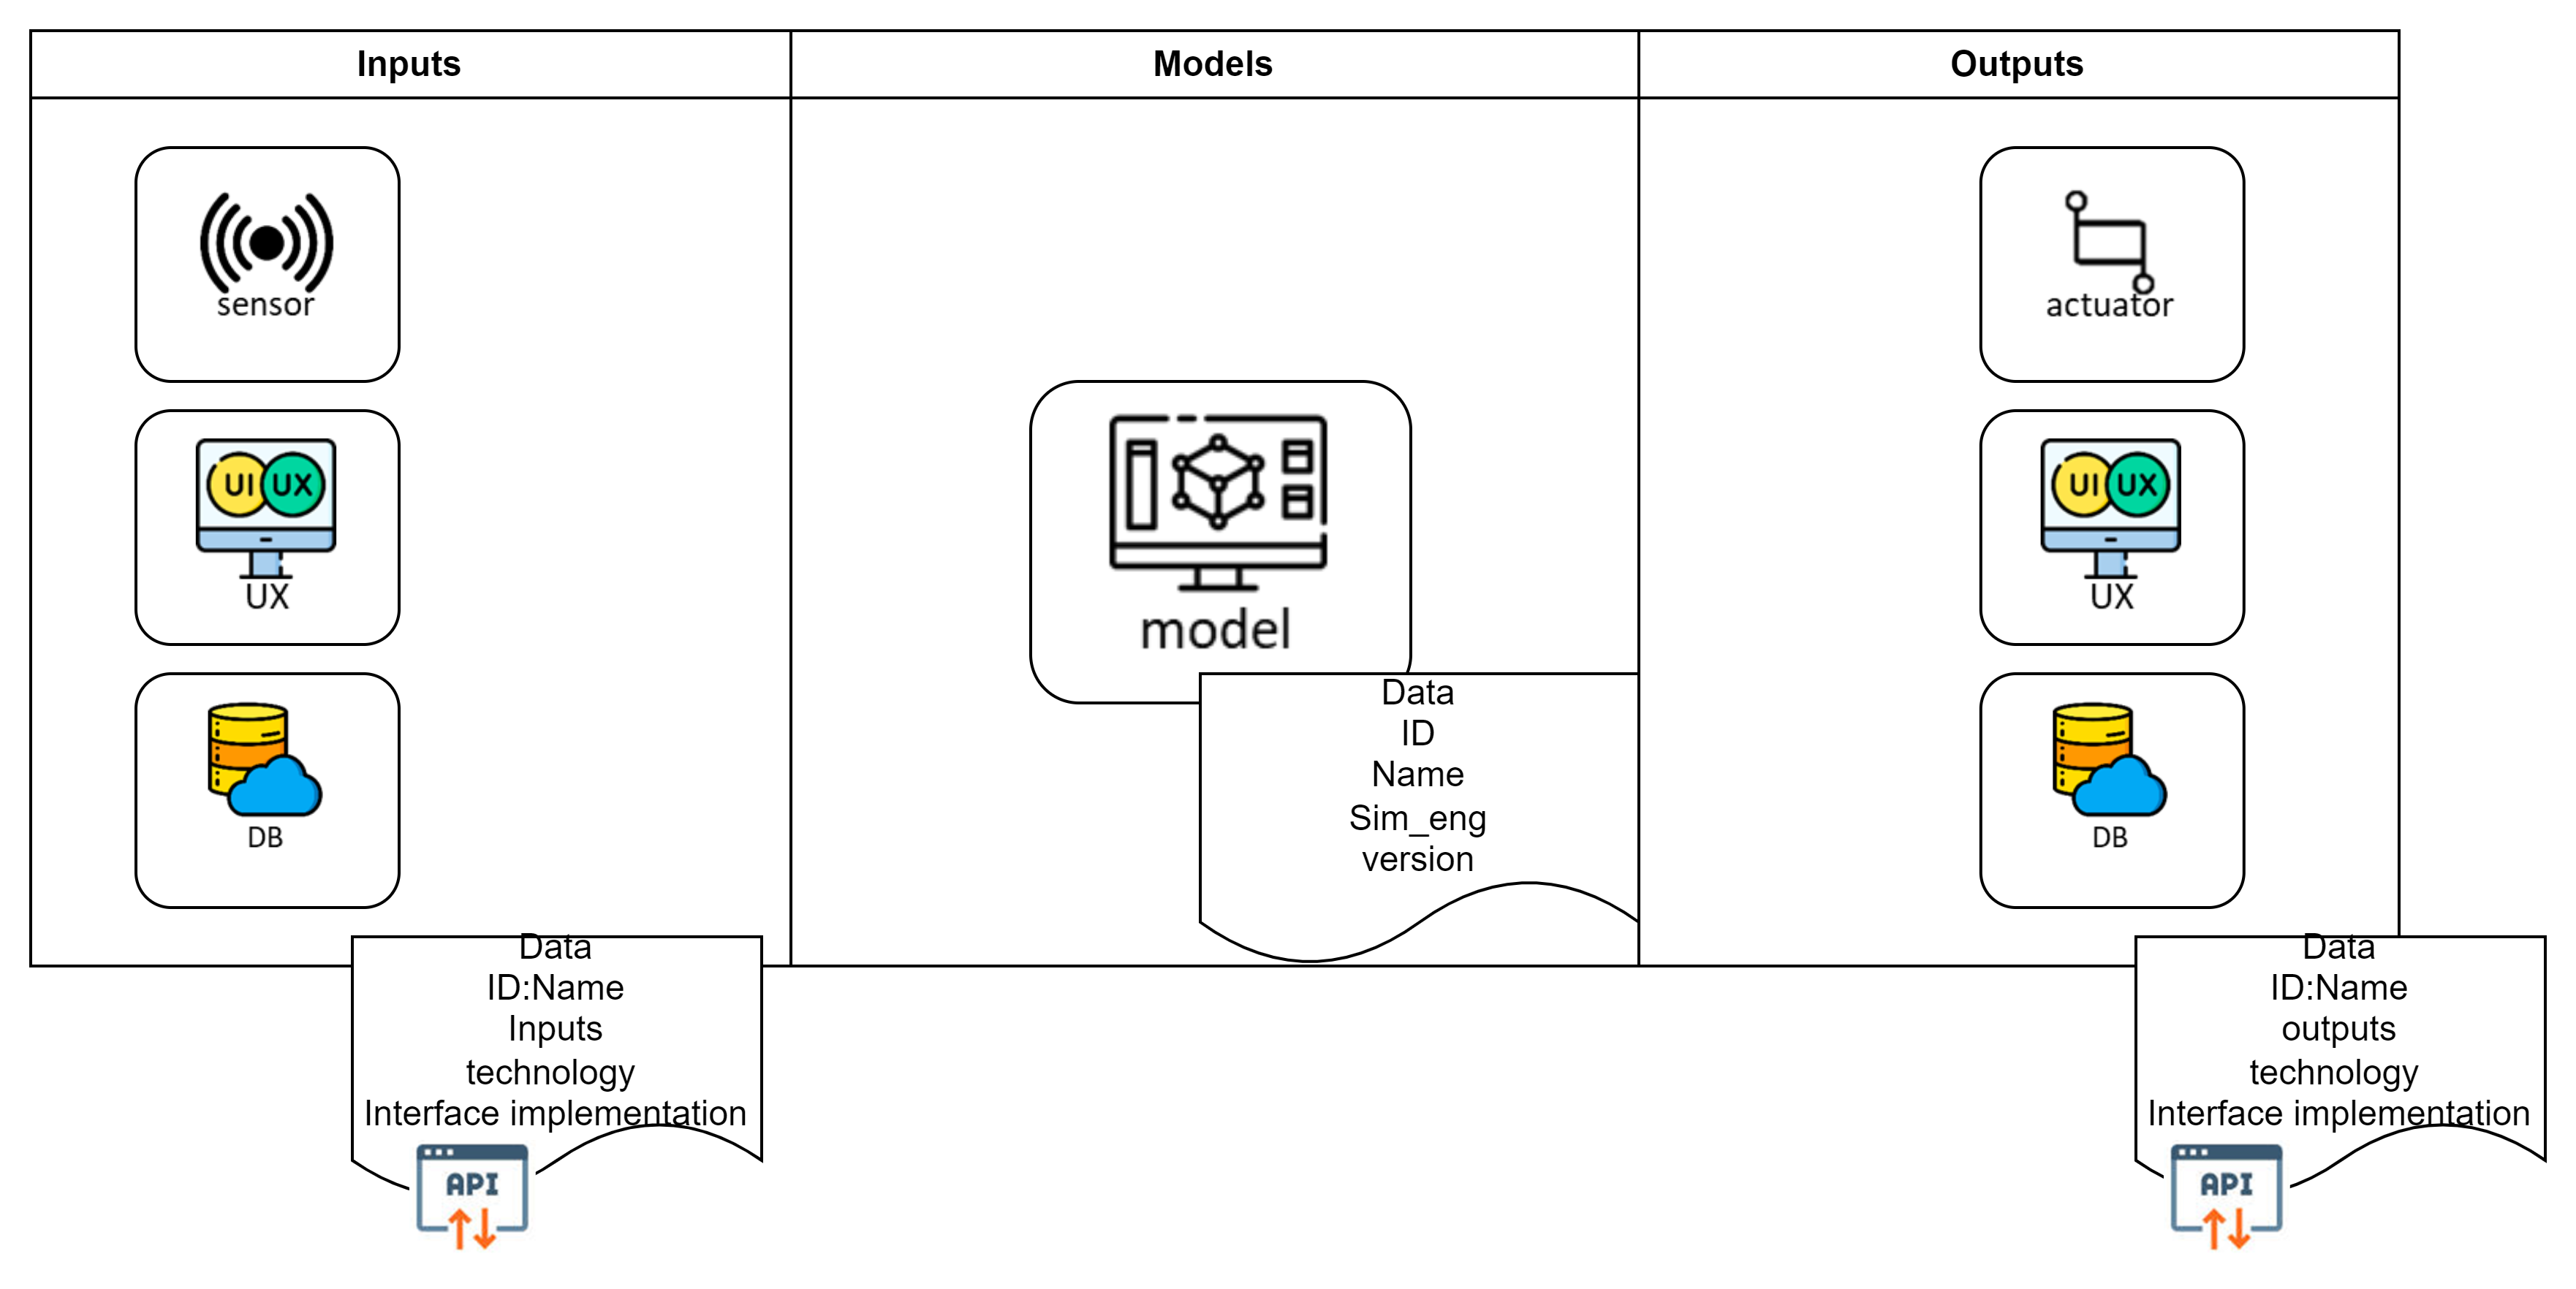 Inputs
Models
Outputs
sensor
UI UX
UX
DB
Data
ID:Name
Inputs
technology
Interface implementation
API
model
Data
ID
Name
Sim_eng
version
actuator
UI UX
UX
DB
Data
ID:Name
outputs
technology
Interface implementation
API